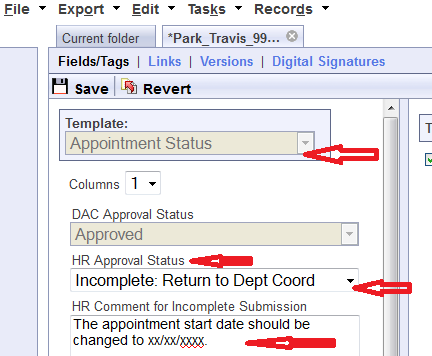 File Export Edit Tasks Records
Current folder *Park_Travis_99...
Fields/Tags | Links | Versions | Digital Signatures
Save Revert
Template:
T
Appointment Status
Columns 1
DAC Approval Status
Approved
HR Approval Status
Incomplete: Return to Dept Coord
HR Comment for Incomplete Submission
The appointment start date should be
changed to xx/xx/xxxx.